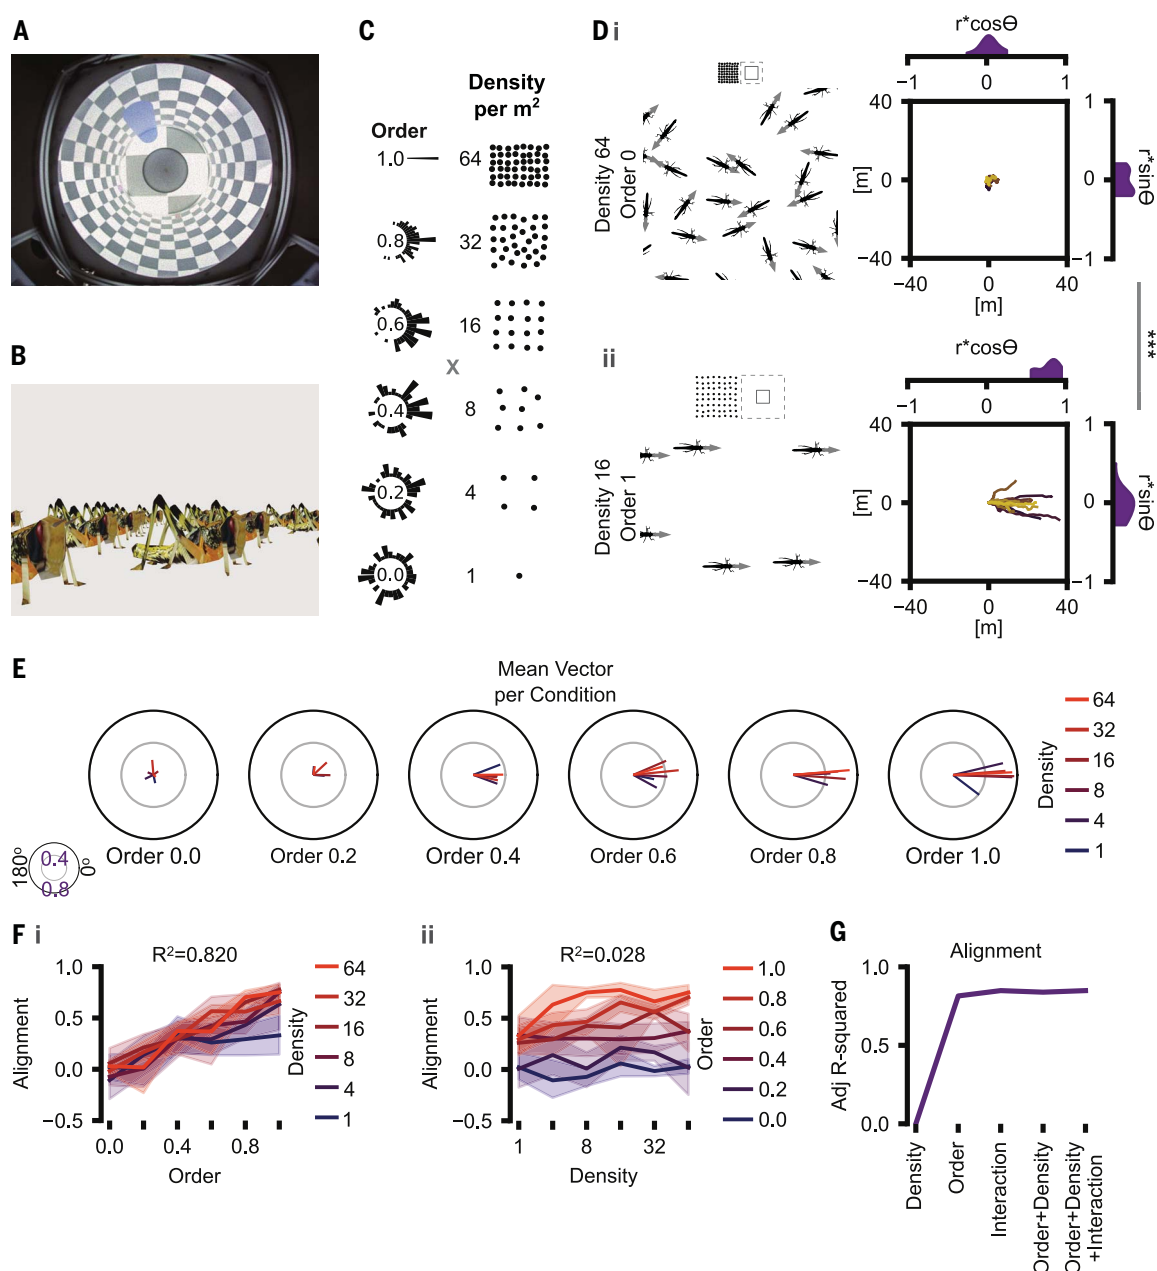 A
B
C
Order
Density
per m²
1.0
64
0.8
32
0.6
16
X
0.4
8
0.2
4
0.0
1
D i
Density 64
Order 0
r*cosΘ
−1 0 1
40
0
−40
[m]
−40 0 40
[m]
1
0
−1
r*sinΘ
***
ii
Density 16
Order 1
r*cosΘ
−1 0 1
40
0
−40
[m]
−40 0 40
[m]
1
0
−1
r*sinΘ
E
Mean Vector
per Condition
Order 0.0
Order 0.2
Order 0.4
Order 0.6
Order 0.8
Order 1.0
Density
64
32
16
8
4
1
180°
0.4
0.8
0°
F i
R²=0.820
Alignment
1.0
0.5
0.0
−0.5
0.0 0.4 0.8
Order
Density
64
32
16
8
4
1
ii
R²=0.028
Alignment
1.0
0.5
0.0
−0.5
1 8 32
Density
Order
1.0
0.8
0.6
0.4
0.2
0.0
G
Alignment
Adj R-squared
1.0
0.5
0.0
Density
Order
Interaction
Order+Density
Order+Density
+Interaction